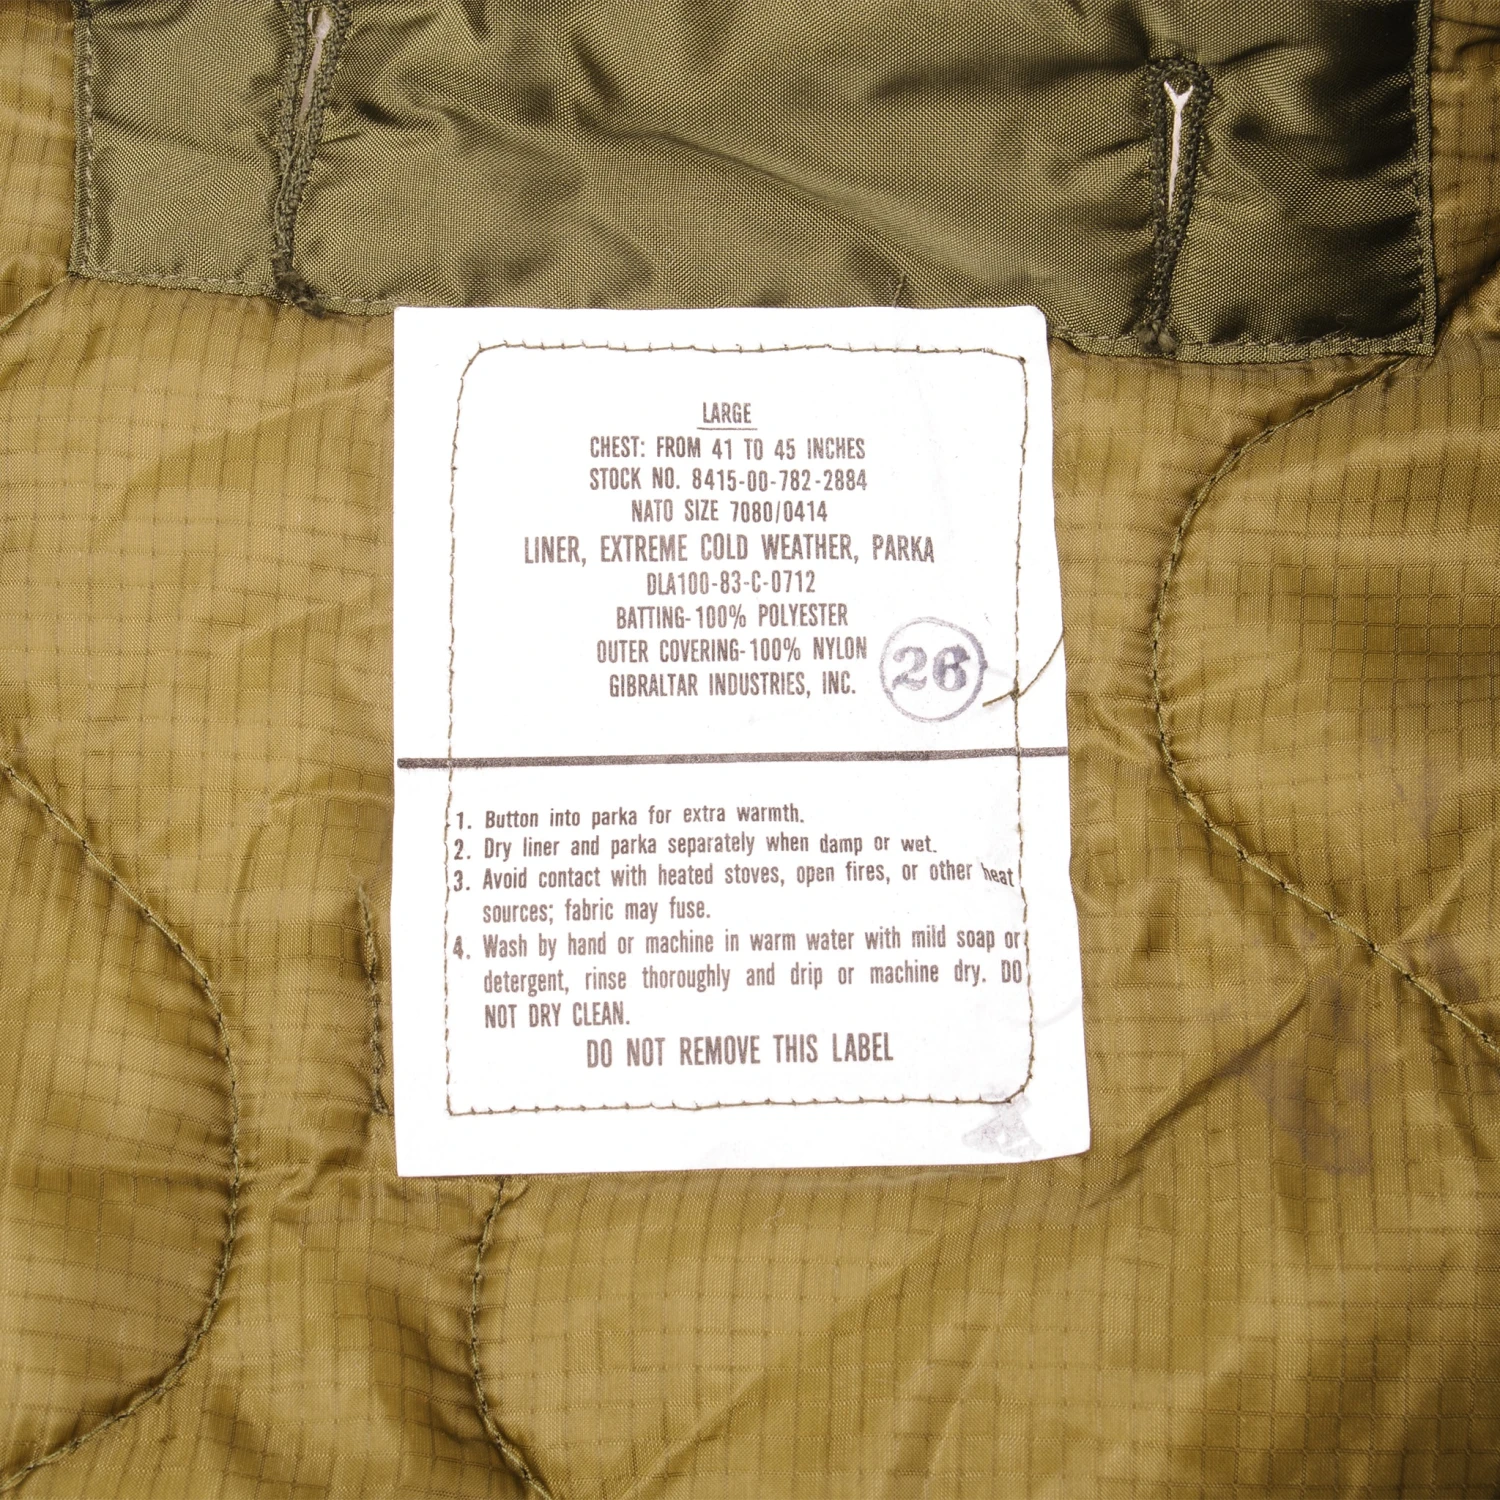 LARGE
CHEST: FROM 41 TO 45 INCHES
STOCK NO. 8415-00-782-2884
NATO SIZE 7080/0414
LINER, EXTREME COLD WEATHER, PARKA
DLA100-83-C-0712
BATTING-100% POLYESTER
OUTER COVERING-100% NYLON
GIBRALTAR INDUSTRIES, INC.
26
1. Button into parka for extra warmth.
2. Dry liner and parka separately when damp or wet.
3. Avoid contact with heated stoves, open fires, or other heat
sources; fabric may fuse.
4. Wash by hand or machine in warm water with mild soap or
detergent, rinse thoroughly and drip or machine dry. DO
NOT DRY CLEAN.
DO NOT REMOVE THIS LABEL